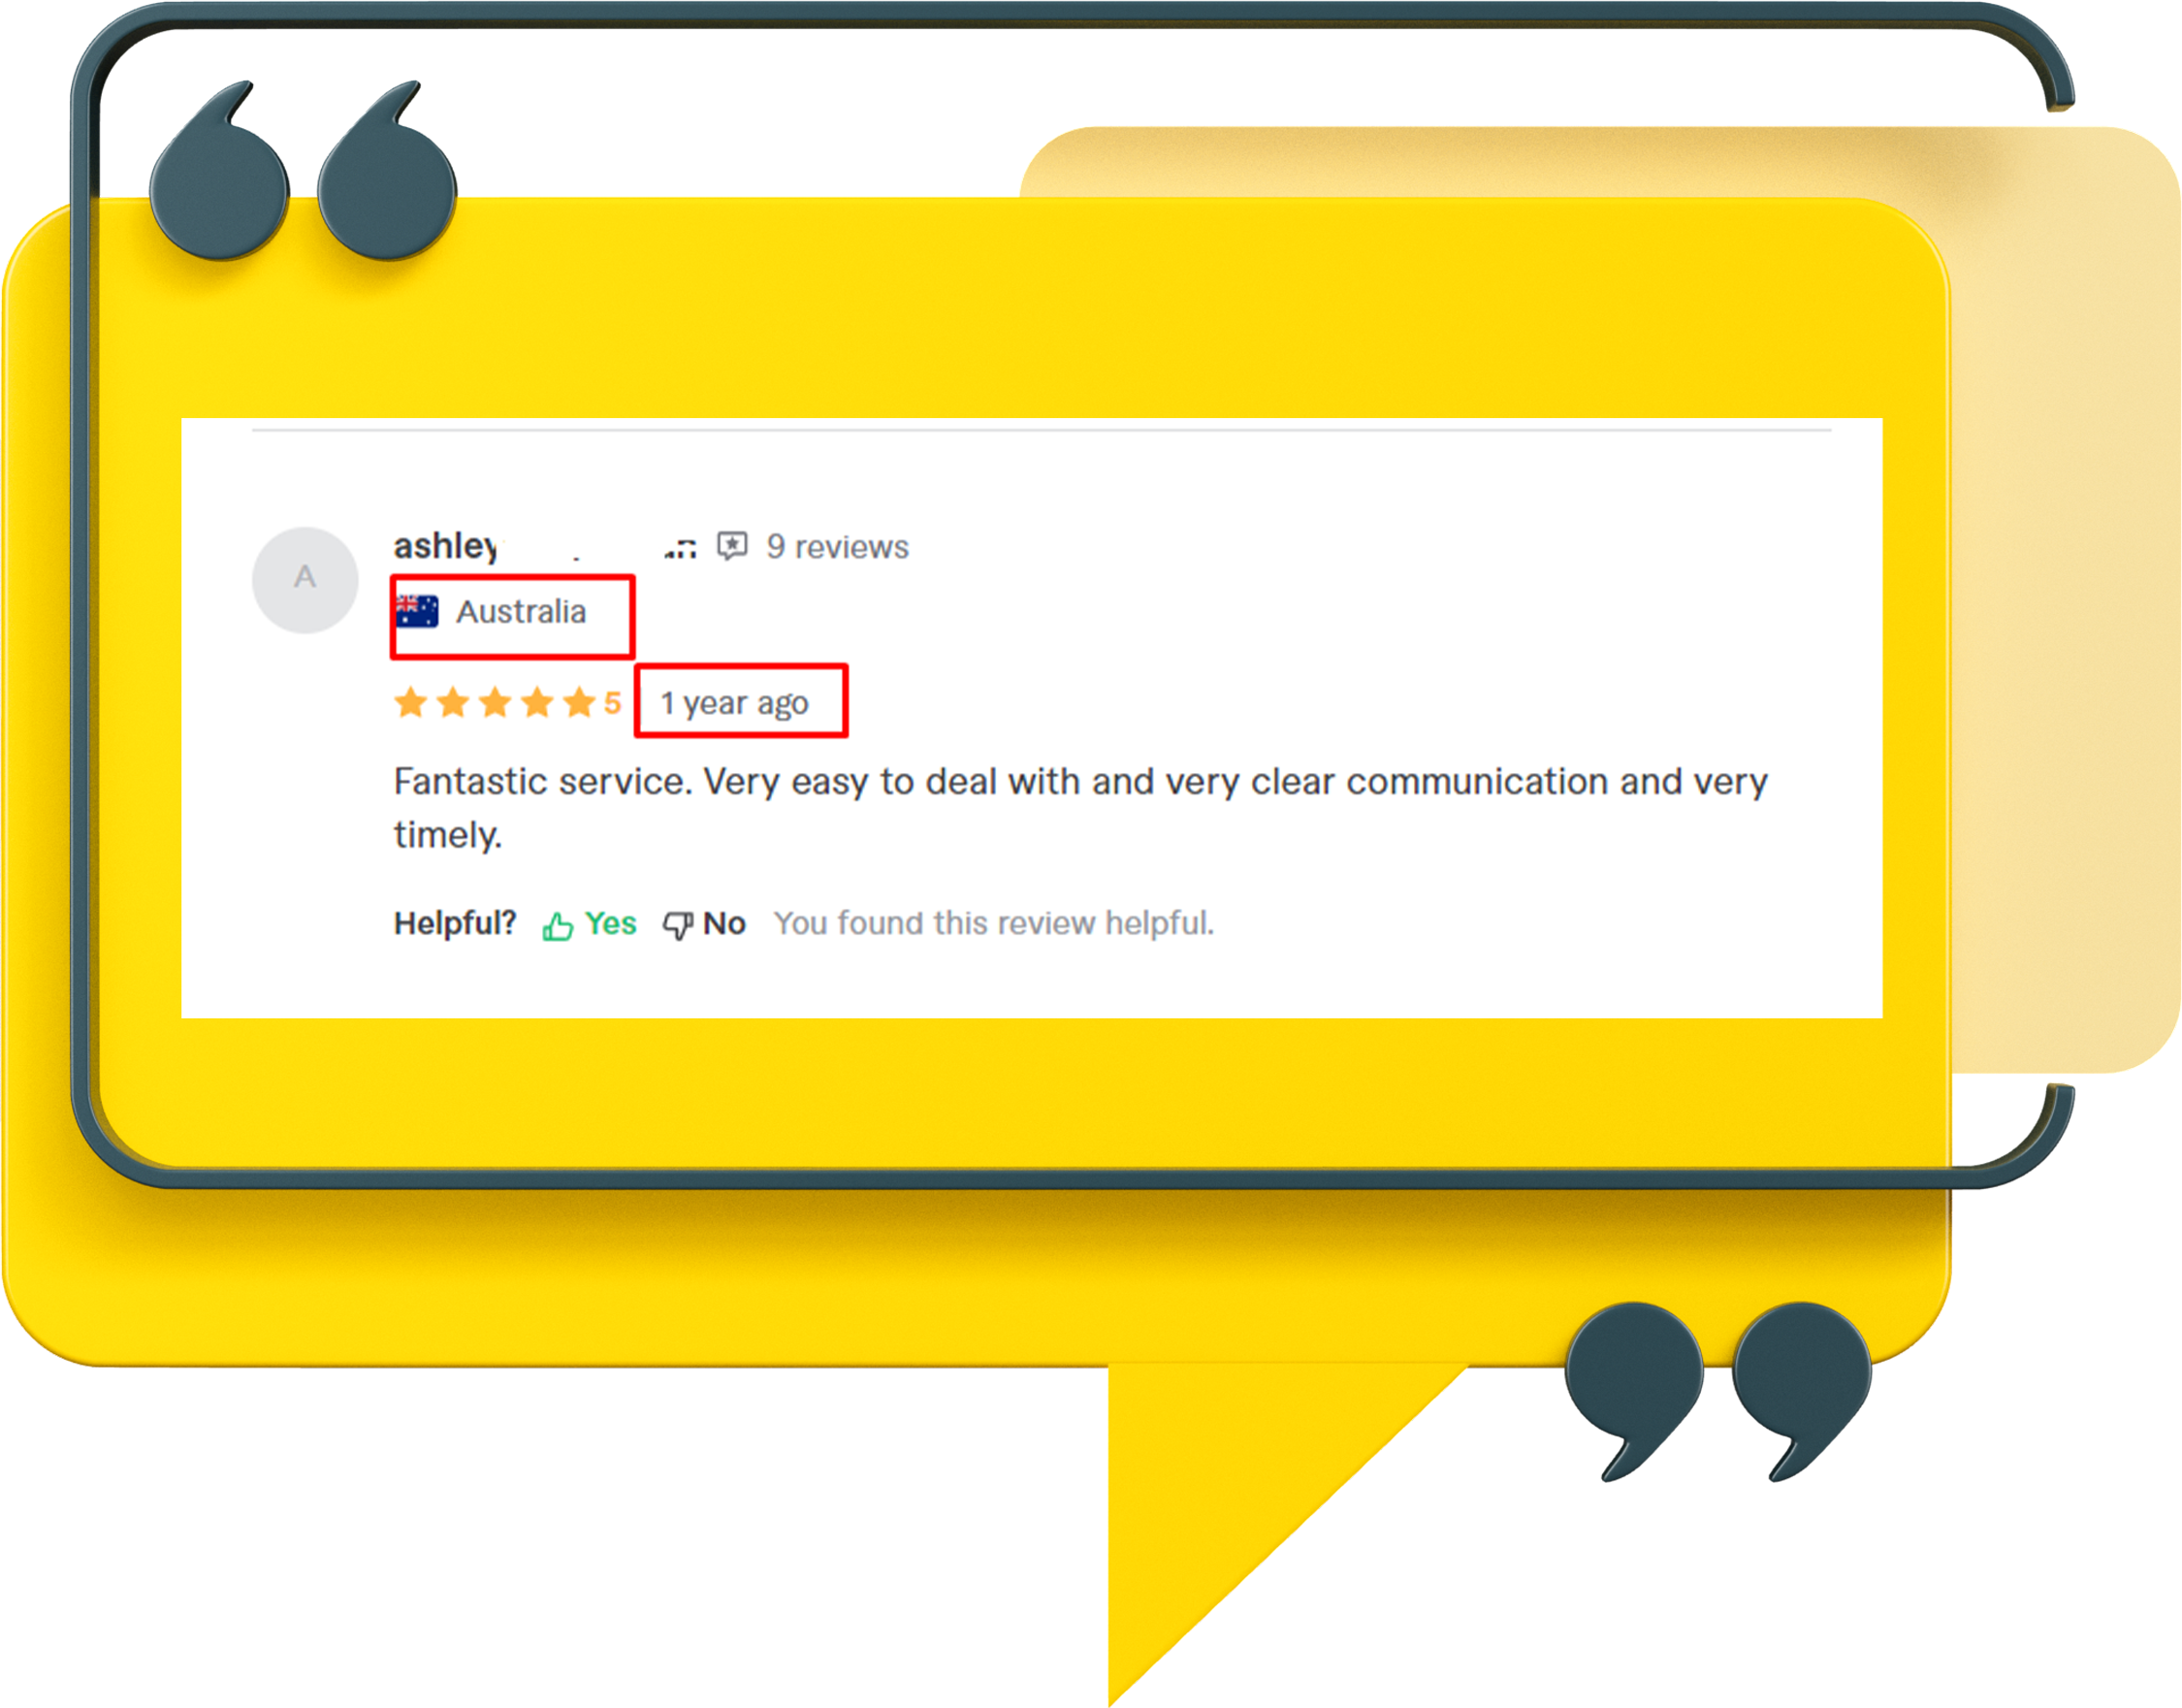 A
ashley 9 reviews
Australia
5 1 year ago
Fantastic service. Very easy to deal with and very clear communication and very
timely.
Helpful? Yes No You found this review helpful.